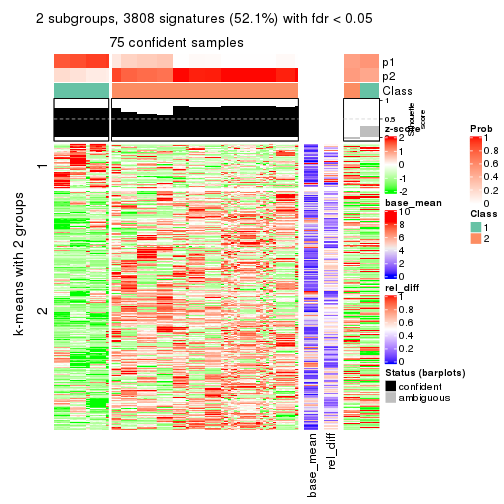 2 subgroups, 3808 signatures (52.1%) with fdr < 0.05
75 confident samples
p1
p2
Class
1
0.5
0
Silhouette
score
k-means with 2 groups
1
2
base_mean
rel_diff
z-score
2
1
0
-1
-2
base_mean
10
8
6
4
2
0
rel_diff
1
0.8
0.6
0.4
0.2
0
Status (barplots)
confident
ambiguous
Prob
1
0.8
0.6
0.4
0.2
0
Class
1
2